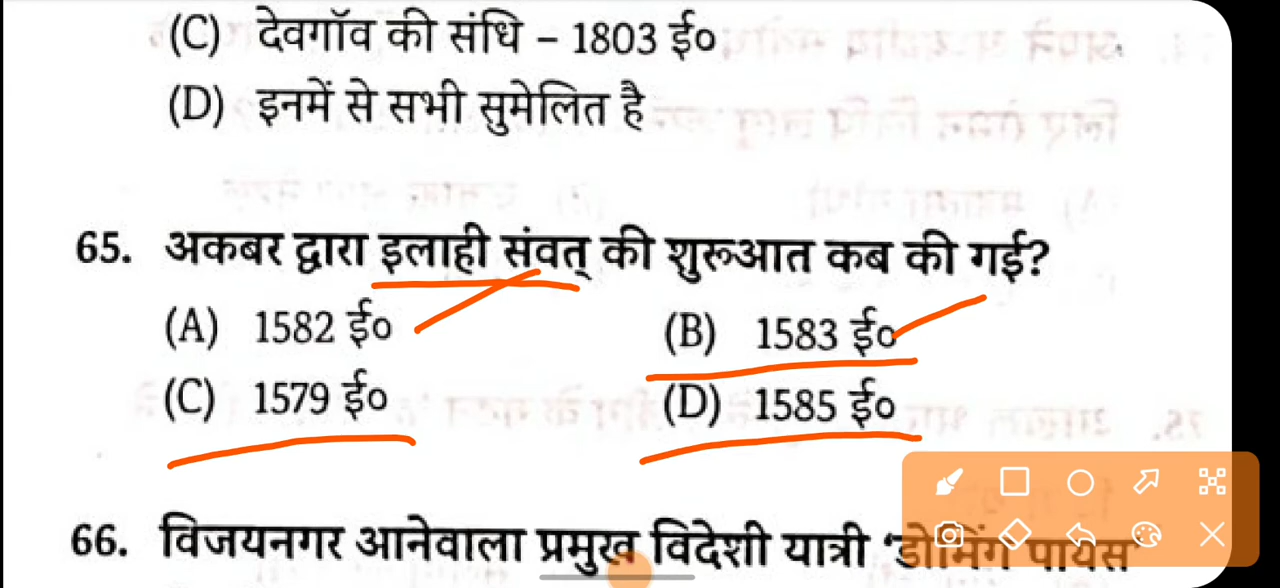 (C) देवगॉव की संधि – 1803 ई०
(D) इनमें से सभी सुमेलित है
65. अकबर द्वारा इलाही संवत् की शुरूआत कब की गई?
(A) 1582 ई० (B) 1583 ई०
(C) 1579 ई० (D) 1585 ई०
66. विजयनगर आनेवाला प्रमुख विदेशी यात्री ‘डोमिंग पायस’